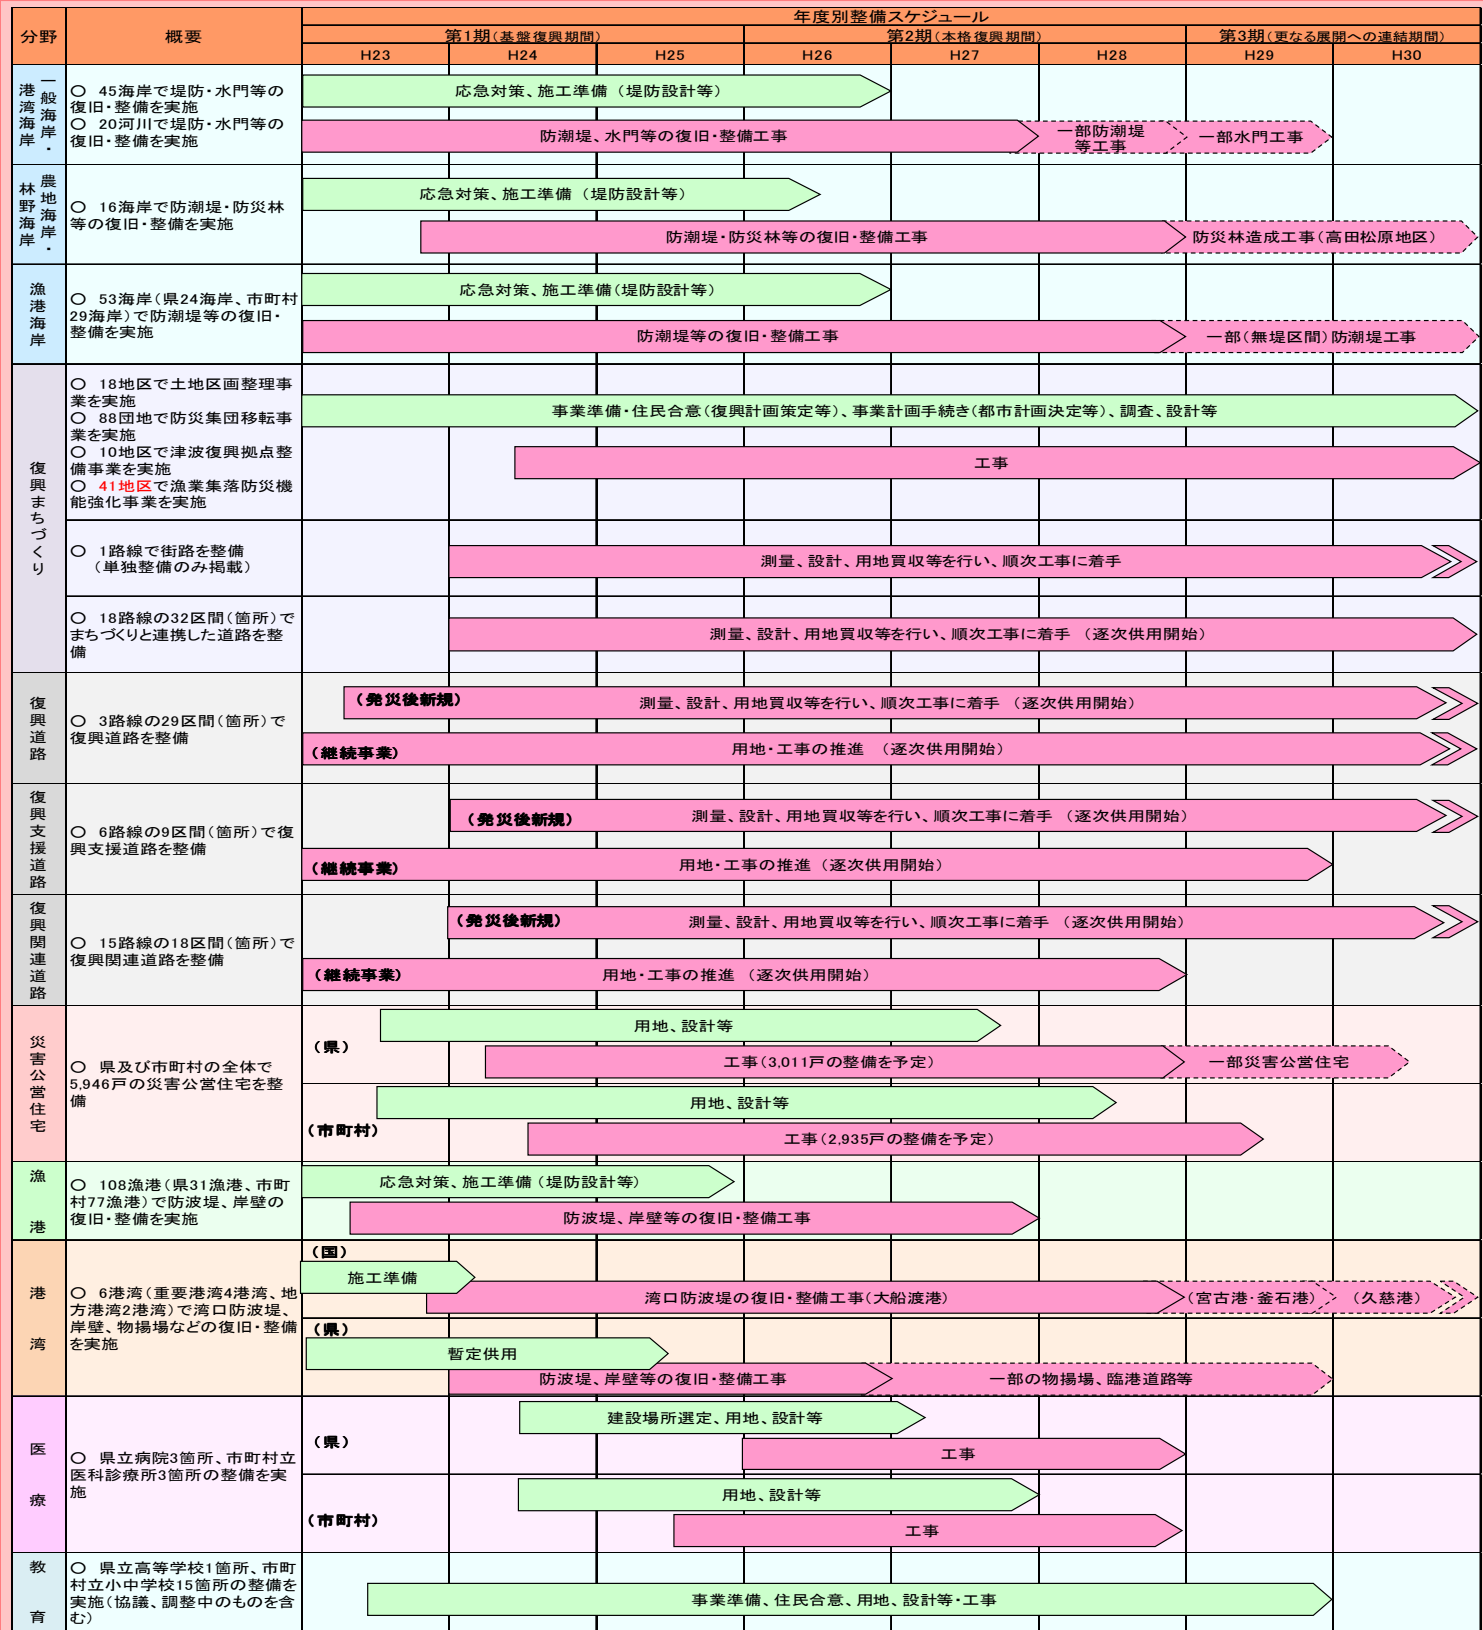 分野
概要
年度別整備スケジュール
第1期(基盤復興期間)
第2期(本格復興期間)
第3期(更なる展開への連結期間)
H23
H24
H25
H26
H27
H28
H29
H30
一般海岸・
港湾海岸
○ 45海岸で堤防・水門等の
復旧・整備を実施
○ 20河川で堤防・水門等の
復旧・整備を実施
応急対策、施工準備 (堤防設計等)
防潮堤、水門等の復旧・整備工事
一部防潮堤
等工事
一部水門工事
農地海岸・
林野海岸
○ 16海岸で防潮堤・防災林
等の復旧・整備を実施
応急対策、施工準備 (堤防設計等)
防潮堤・防災林等の復旧・整備工事
防災林造成工事(高田松原地区)
漁港海岸
○ 53海岸(県24海岸、市町村
29海岸)で防潮堤等の復旧・
整備を実施
応急対策、施工準備(堤防設計等)
防潮堤等の復旧・整備工事
一部(無堤区間)防潮堤工事
復興まちづくり
○ 18地区で土地区画整理事
業を実施
○ 88団地で防災集団移転事
業を実施
○ 10地区で津波復興拠点整
備事業を実施
○ 41地区で漁業集落防災機
能強化事業を実施
事業準備・住民合意(復興計画策定等)、事業計画手続き(都市計画決定等)、調査、設計等
工事
○ 1路線で街路を整備
(単独整備のみ掲載)
測量、設計、用地買収等を行い、順次工事に着手
○ 18路線の32区間(箇所)で
まちづくりと連携した道路を整
備
測量、設計、用地買収等を行い、順次工事に着手 (逐次供用開始)
復興道路
○ 3路線の29区間(箇所)で
復興道路を整備
(発災後新規)
測量、設計、用地買収等を行い、順次工事に着手 (逐次供用開始)
(継続事業)
用地・工事の推進 (逐次供用開始)
復興支援道路
○ 6路線の9区間(箇所)で復
興支援道路を整備
(発災後新規)
測量、設計、用地買収等を行い、順次工事に着手 (逐次供用開始)
(継続事業)
用地・工事の推進 (逐次供用開始)
復興関連道路
○ 15路線の18区間(箇所)で
復興関連道路を整備
(発災後新規)
測量、設計、用地買収等を行い、順次工事に着手 (逐次供用開始)
(継続事業)
用地・工事の推進 (逐次供用開始)
災害公営住宅
○ 県及び市町村の全体で
5,946戸の災害公営住宅を整
備
(県)
用地、設計等
工事(3,011戸の整備を予定)
一部災害公営住宅
(市町村)
用地、設計等
工事(2,935戸の整備を予定)
漁港
○ 108漁港(県31漁港、市町
村77漁港)で防波堤、岸壁の
復旧・整備を実施
応急対策、施工準備 (堤防設計等)
防波堤、岸壁等の復旧・整備工事
港湾
○ 6港湾(重要港湾4港湾、地
方港湾2港湾)で湾口防波堤、
岸壁、物揚場などの復旧・整備
を実施
(国)
施工準備
湾口防波堤の復旧・整備工事(大船渡港)
(宮古港・釜石港)
(久慈港)
(県)
暫定供用
防波堤、岸壁等の復旧・整備工事
一部の物揚場、臨港道路等
医療
○ 県立病院3箇所、市町村立
医科診療所3箇所の整備を実
施
(県)
建設場所選定、用地、設計等
工事
(市町村)
用地、設計等
工事
教育
○ 県立高等学校1箇所、市町
村立小中学校15箇所の整備を
実施(協議、調整中のものを含
む)
事業準備、住民合意、用地、設計等・工事